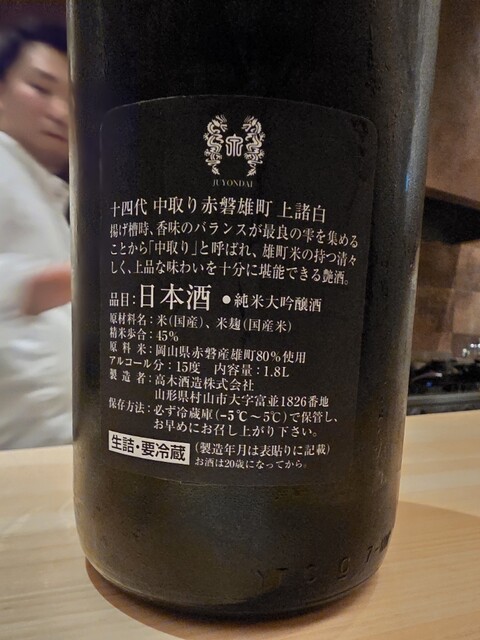 JUYONDAI
十四代 中取り赤磐雄町 上諸白
揚げ槽時、香味のバランスが最良の雫を集める
ことから「中取り」と呼ばれ、雄町米の持つ清々
しく、上品な味わいを十分に堪能できる艶酒。
品目:日本酒 ●純米大吟醸酒
原材料名:米(国産)、米麹(国産米)
精米歩合:45%
原料米:岡山県赤磐産雄町80%使用
アルコール分:15度 内容量:1.8L
製造者:高木酒造株式会社
山形県村山市大字富並1826番地
保存方法:必ず冷蔵庫(-5℃〜5℃)で保管し、
お早めにお召し上がり下さい。
生詰・要冷蔵 (製造年月は表貼りに記載)
お酒は20歳になってから。